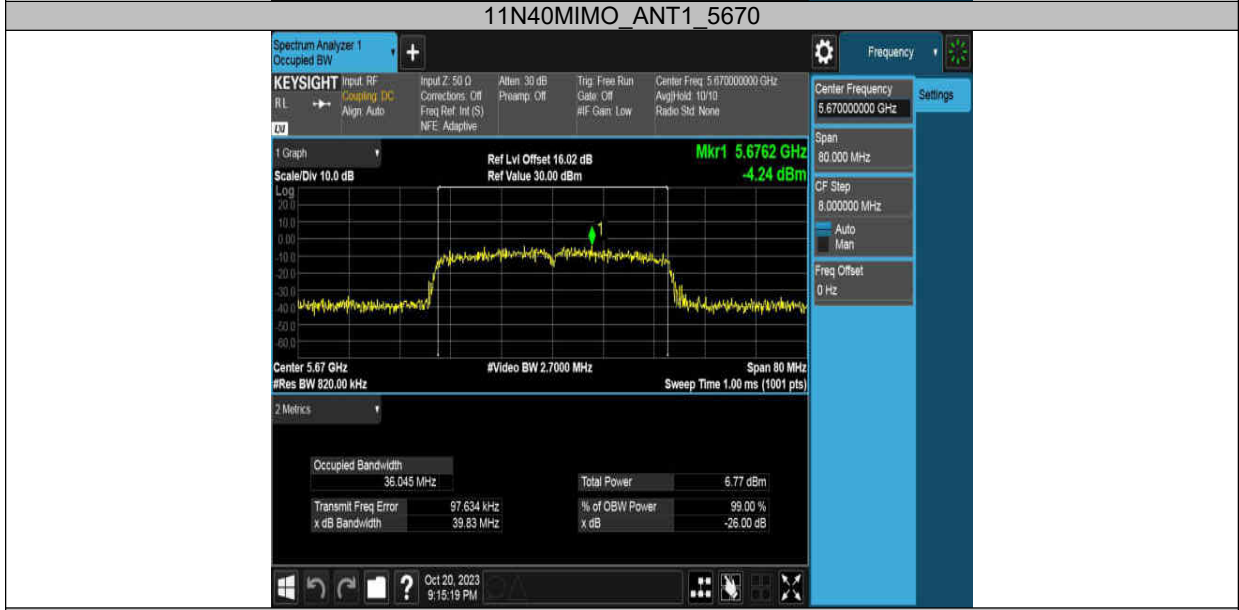 11N40MIMO_ANT1_5670
Spectrum Analyzer 1
Occupied BW
+
Frequency
KEYSIGHT
RL
LXI
Input: RF
Coupling: DC
Align: Auto
Input Z: 50 Ω
Corrections: Off
Freq Ref: Int (S)
NFE: Adaptive
Atten: 30 dB
Preamp: Off
Trig: Free Run
Gate: Off
#IF Gain: Low
Center Freq: 5.670000000 GHz
Avg|Hold: 10/10
Radio Std: None
Center Frequency
5.670000000 GHz
Settings
Span
80.000 MHz
CF Step
8.000000 MHz
Auto
Man
Freq Offset
0 Hz
1 Graph
Scale/Div 10.0 dB
Ref Lvl Offset 16.02 dB
Ref Value 30.00 dBm
Mkr1 5.6762 GHz
-4.24 dBm
Log
20.0
10.0
0.00
-10.0
-20.0
-30.0
-40.0
-50.0
-60.0
1
Center 5.67 GHz
#Video BW 2.7000 MHz
Span 80 MHz
#Res BW 820.00 kHz
Sweep Time 1.00 ms (1001 pts)
2 Metrics
Occupied Bandwidth
36.045 MHz
Total Power 6.77 dBm
Transmit Freq Error 97.634 kHz
% of OBW Power 99.00 %
x dB Bandwidth 39.83 MHz
x dB -26.00 dB
?
Oct 20, 2023
9:15:19 PM